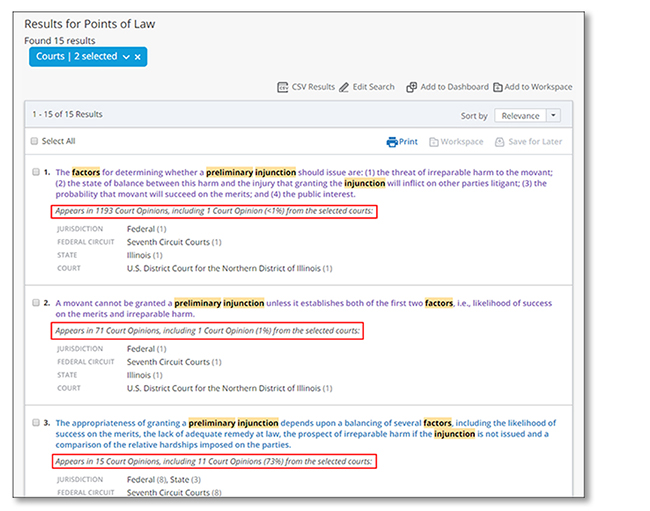 Results for Points of Law
Found 15 results
Courts | 2 selected
CSV Results Edit Search Add to Dashboard Add to Workspace
1 - 15 of 15 Results Sort by Relevance
Select All Print Workspace Save for Later
1. The factors for determining whether a preliminary injunction should issue are: (1) the threat of irreparable harm to the movant;
(2) the state of balance between this harm and the injury that granting the injunction will inflict on other parties litigant; (3) the
probability that movant will succeed on the merits; and (4) the public interest.
Appears in 1193 Court Opinions, including 1 Court Opinion (<1%) from the selected courts:
JURISDICTION Federal (1)
FEDERAL CIRCUIT Seventh Circuit Courts (1)
STATE Illinois (1)
COURT U.S. District Court for the Northern District of Illinois (1)
2. A movant cannot be granted a preliminary injunction unless it establishes both of the first two factors, i.e., likelihood of success
on the merits and irreparable harm.
Appears in 71 Court Opinions, including 1 Court Opinion (1%) from the selected courts:
JURISDICTION Federal (1)
FEDERAL CIRCUIT Seventh Circuit Courts (1)
STATE Illinois (1)
COURT U.S. District Court for the Northern District of Illinois (1)
3. The appropriateness of granting a preliminary injunction depends upon a balancing of several factors, including the likelihood of
success on the merits, the lack of adequate remedy at law, the prospect of irreparable harm if the injunction is not issued and a
comparison of the relative hardships imposed on the parties.
Appears in 15 Court Opinions, including 11 Court Opinions (73%) from the selected courts:
JURISDICTION Federal (8), State (3)
FEDERAL CIRCUIT Seventh Circuit Courts (8)